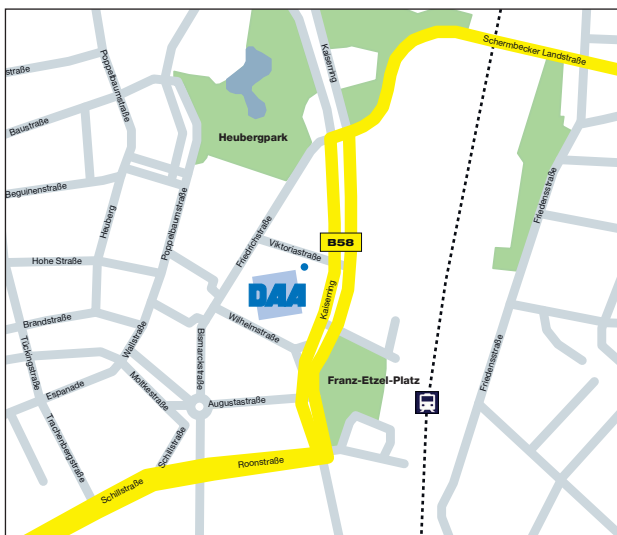 Kaiserring
Schermbecker Landstraße
Poppelbaumstraße
straße
Baustraße
Heubergpark
Beguinenstraße
Heuberg
Poppelbaumstraße
Friedrichstraße
Friedensstraße
Viktoriastraße
B58
Hohe Straße
DAA
Kaiserring
Brandstraße
Wallstraße
Wilhelmstraße
Tückingstraße
Bismarckstraße
Friedensstraße
Franz-Etzel-Platz
Espanade
Moltkestraße
Augustastraße
Trachenbergstraße
Schillstraße
Roonstraße
Schillstraße